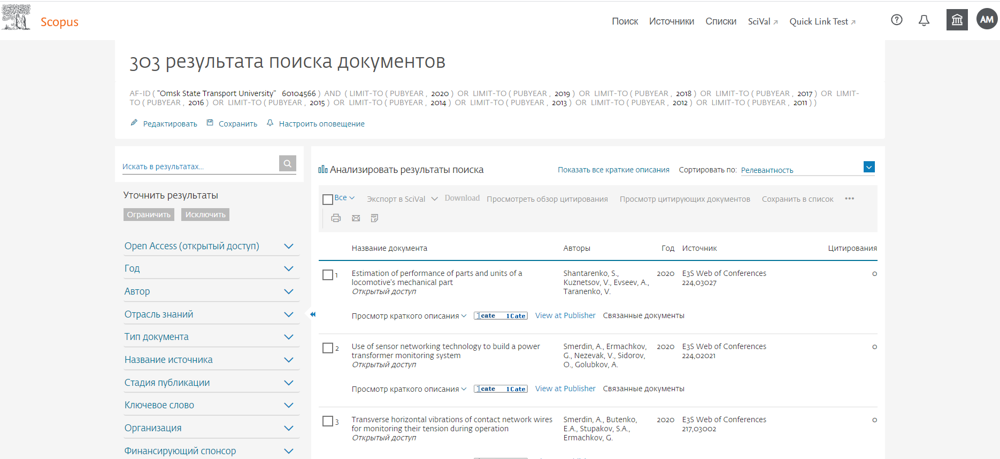 Scopus
Поиск Источники Списки SciVal ↗ Quick Link Test ↗
AM
303 результата поиска документов
AF-ID ( "Omsk State Transport University" 60104566 ) AND ( LIMIT-TO ( PUBYEAR , 2020 ) OR LIMIT-TO ( PUBYEAR , 2019 ) OR LIMIT-TO ( PUBYEAR , 2018 ) OR LIMIT-TO ( PUBYEAR , 2017 ) OR LIMIT-
TO ( PUBYEAR , 2016 ) OR LIMIT-TO ( PUBYEAR , 2015 ) OR LIMIT-TO ( PUBYEAR , 2014 ) OR LIMIT-TO ( PUBYEAR , 2013 ) OR LIMIT-TO ( PUBYEAR , 2012 ) OR LIMIT-TO ( PUBYEAR , 2011 ) )
Редактировать Сохранить Настроить оповещение
Искать в результатах...
Уточнить результаты
Ограничить Исключить
Open Access (открытый доступ)
Год
Автор
Отрасль знаний
Тип документа
Название источника
Стадия публикации
Ключевое слово
Организация
Финансирующий спонсор
Анализировать результаты поиска
Показать все краткие описания Сортировать по: Релевантность
Все Экспорт в SciVal Download Просмотреть обзор цитирования Просмотр цитирующих документов Сохранить в список •••
Название документа Авторы Год Источник Цитирования
1 Estimation of performance of parts and units of a Shantarenko, S., 2020 E3S Web of Conferences 0
locomotive's mechanical part Kuznetsov, V., Evseev, A., 224,03027
Открытый доступ Taranenko, V.
Просмотр краткого описания 1cate 1Cate View at Publisher Связанные документы
2 Use of sensor networking technology to build a power Smerdin, A., Ermachkov, 2020 E3S Web of Conferences 0
transformer monitoring system G., Nezevak, V., Sidorov, 224,02021
Открытый доступ O., Golubkov, A.
Просмотр краткого описания 1cate 1Cate View at Publisher Связанные документы
3 Transverse horizontal vibrations of contact network wires Smerdin, A., Butenko, 2020 E3S Web of Conferences 0
for monitoring their tension during operation E.A., Stupakov, S.A., 217,03002
Открытый доступ Ermachkov, G.